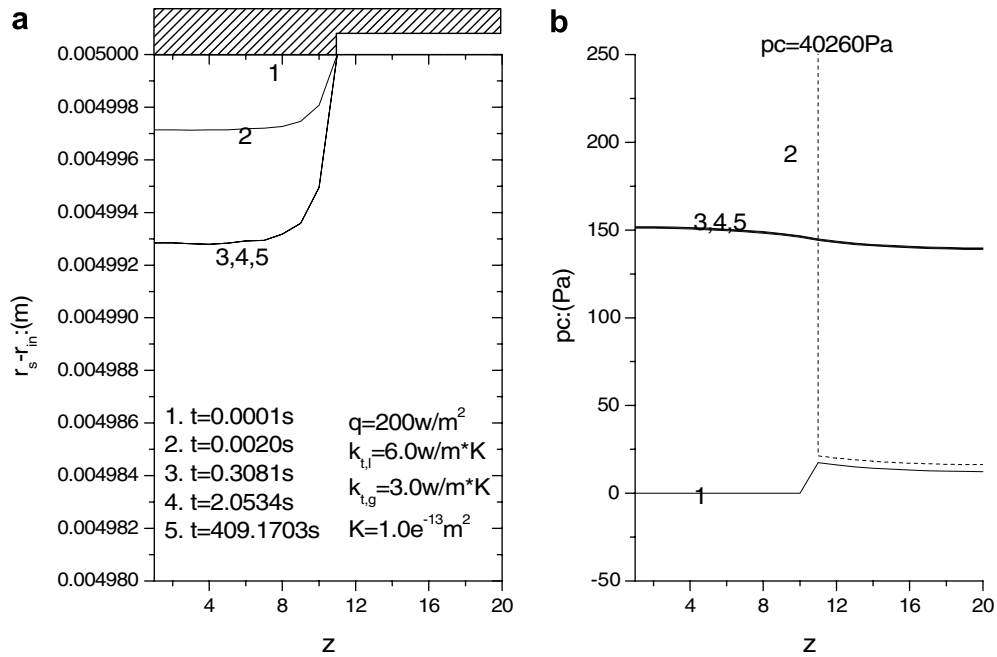 a
0.005000
0.004998
0.004996
0.004994
0.004992
0.004990
0.004988
0.004986
0.004984
0.004982
0.004980
r_s-r_in:(m)
1
2
3,4,5
1. t=0.0001s
2. t=0.0020s
3. t=0.3081s
4. t=2.0534s
5. t=409.1703s
q=200w/m²
k_t,l=6.0w/m*K
k_t,g=3.0w/m*K
K=1.0e⁻¹³m²
4 8 12 16 20
z
b
pc=40260Pa
250
200
150
100
50
0
-50
pc:(Pa)
2
3,4,5
1
4 8 12 16 20
z